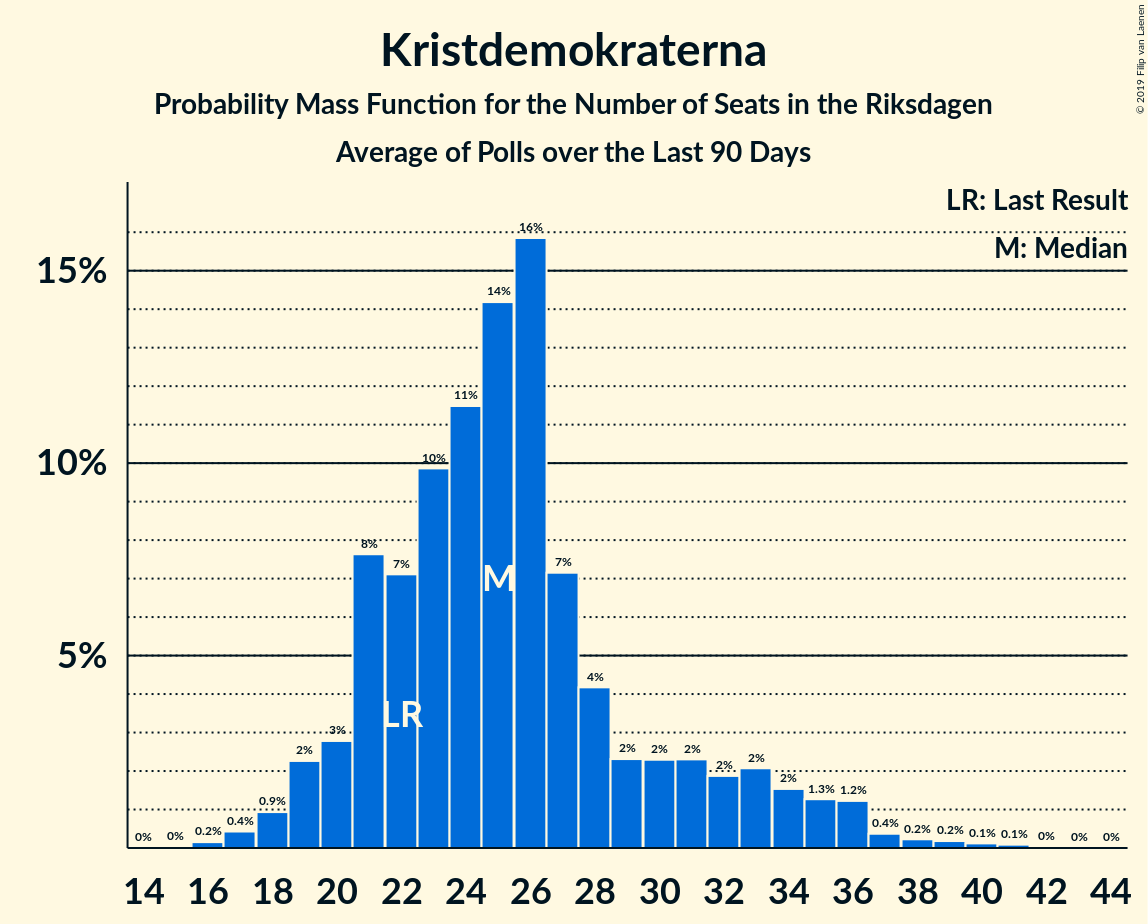 Kristdemokraterna
Probability Mass Function for the Number of Seats in the Riksdagen
Average of Polls over the Last 90 Days
© 2019 Filip van Laenen
LR: Last Result
M: Median
15%
10%
5%
0% 0% 0.2% 0.4% 0.9% 2% 3% 8% 7% 10% 11% 14% 16% 7% 4% 2% 2% 2% 2% 2% 2% 1.3% 1.2% 0.4% 0.2% 0.2% 0.1% 0.1% 0% 0% 0%
LR
M
14 16 18 20 22 24 26 28 30 32 34 36 38 40 42 44